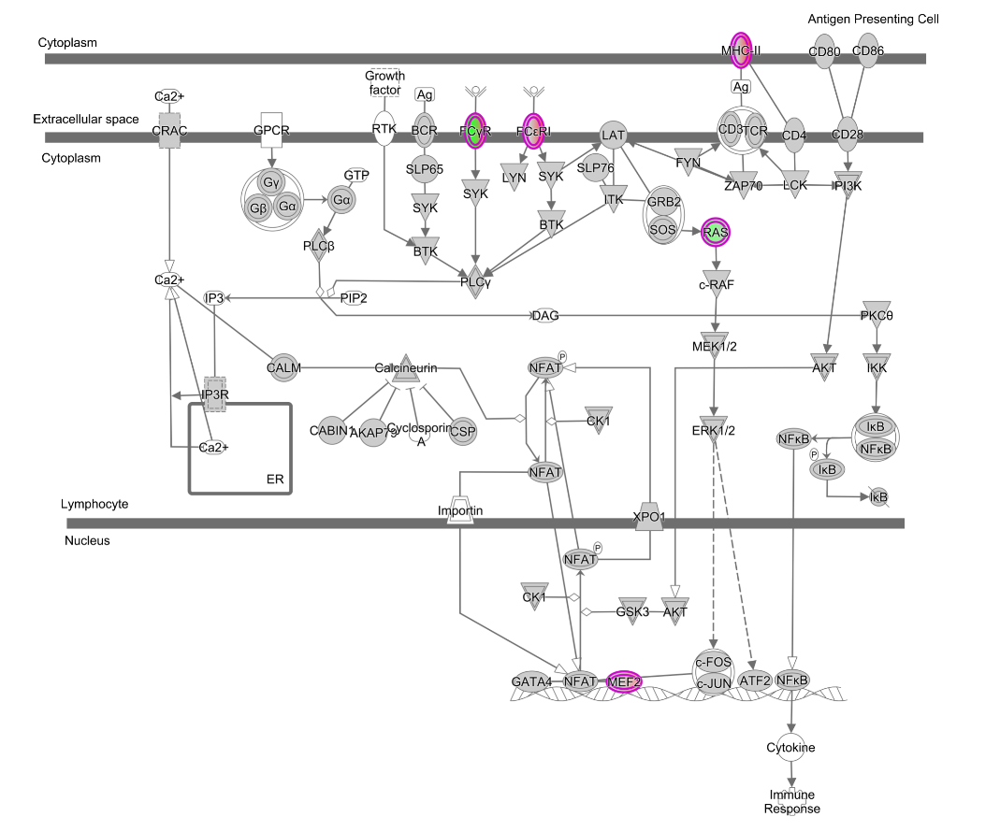 Antigen Presenting Cell
Cytoplasm
MHC-II
CD80
CD86
Growth
factor
Ag
Ag
Ca2+
Extracellular space
CRAC
GPCR
RTK
BCR
FCγR
FCεRI
LAT
CD3
TCR
CD4
CD28
Cytoplasm
SLP65
LYN
SYK
SLP76
FYN
ZAP70
LCK
PI3K
Gγ
Gβ
Gα
GTP
Gα
SYK
SYK
ITK
GRB2
SOS
RAS
BTK
PLCβ
BTK
PLCγ
c-RAF
Ca2+
IP3
PIP2
DAG
PKCθ
MEK1/2
CALM
Calcineurin
NFAT
P
AKT
IKK
IP3R
CABIN1
AKAP79
Cyclosporin
A
CSP
CK1
ERK1/2
NFκB
IκB
NFκB
P
IκB
IκB
Ca2+
ER
NFAT
Lymphocyte
Importin
XPO1
Nucleus
NFAT
P
CK1
GSK3
AKT
GATA4
NFAT
MEF2
c-FOS
c-JUN
ATF2
NFκB
Cytokine
Immune
Response